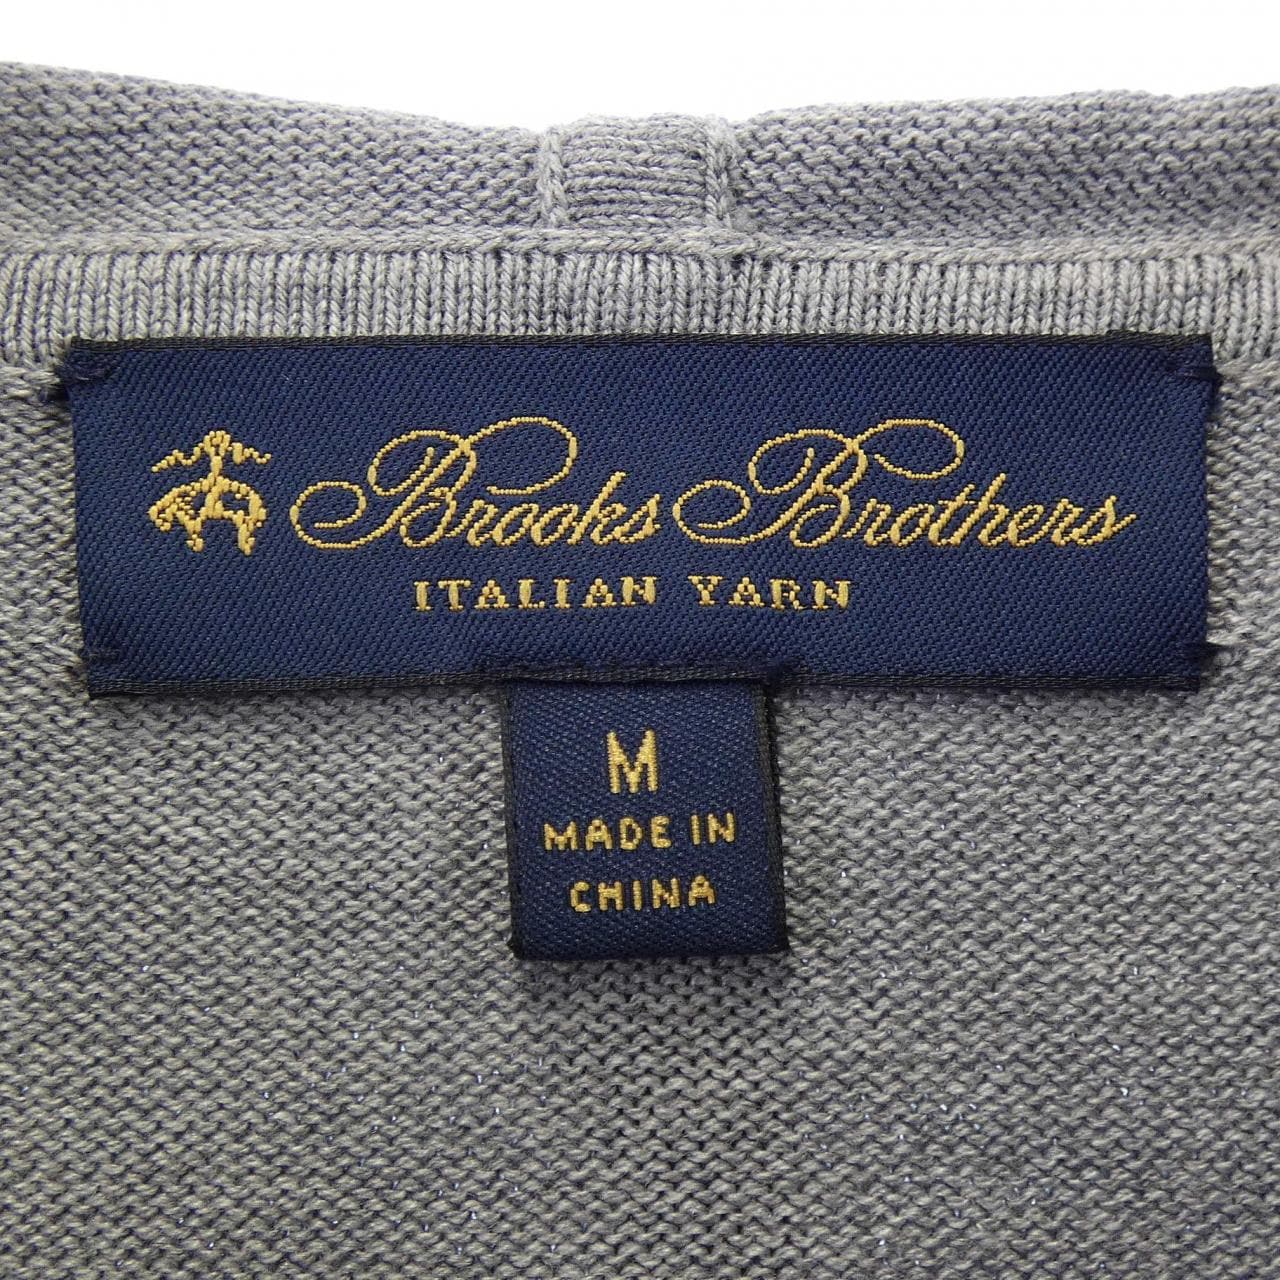 Brooks Brothers
ITALIAN YARN
M
MADE IN
CHINA